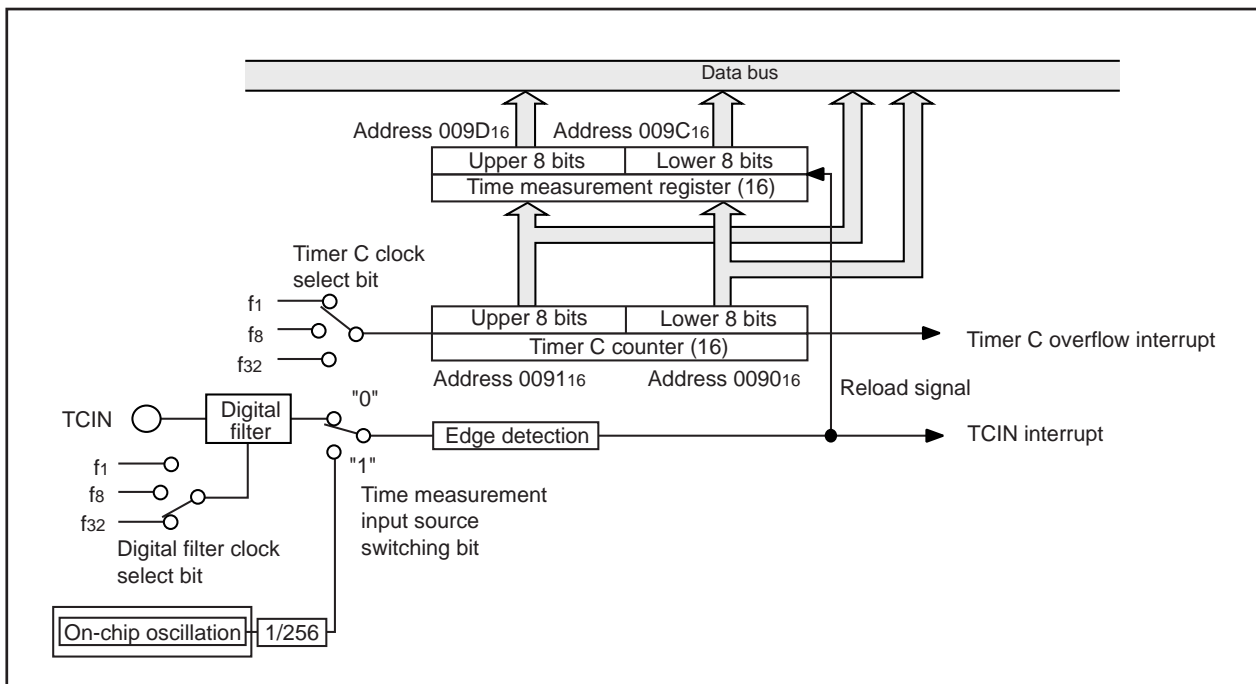 Data bus
Address 009D16 Address 009C16
Upper 8 bits Lower 8 bits
Time measurement register (16)
Timer C clock
select bit
f1
f8
f32
Upper 8 bits Lower 8 bits
Timer C counter (16)
Address 009116 Address 009016
Timer C overflow interrupt
Reload signal
TCIN
Digital
filter
"0"
"1"
Edge detection
TCIN interrupt
f1
f8
f32
Digital filter clock
select bit
Time measurement
input source
switching bit
On-chip oscillation
1/256